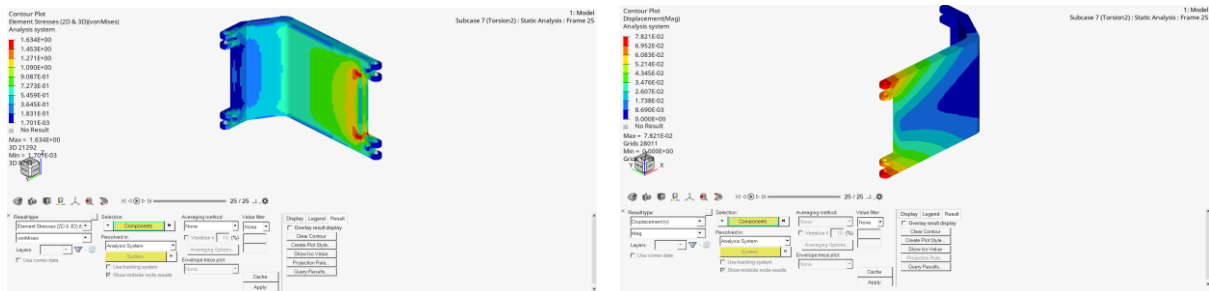 Contour Plot
Element Stresses (2D & 3D)(vonMises)
Analysis system
1.634E+00
1.453E+00
1.271E+00
1.090E+00
9.087E-01
7.273E-01
5.459E-01
3.645E-01
1.831E-01
1.701E-03
No Result
Max = 1.634E+00
3D 21292
Min = 1.701E-03
3D
Z
1: Model
Subcase 7 (Torsion2) : Static Analysis : Frame 25
25 / 25
Result type:
Element Stresses (2D & 3D) (t
vonMises
Layers:
Use corner data
Selection:
Components
Resolved in:
Analysis System
System
Use tracking system
Show midside node results
Averaging method:
None
Variation < 10 (%)
Averaging Options...
Envelope trace plot:
None
Value filter:
None
Cache
Apply
Display Legend Result
Overlay result display
Clear Contour
Create Plot Style...
Show Iso Value
Projection Rule...
Query Results...
Contour Plot
Displacement(Mag)
Analysis system
7.821E-02
6.952E-02
6.083E-02
5.214E-02
4.345E-02
3.476E-02
2.607E-02
1.738E-02
8.690E-03
0.000E+00
No Result
Max = 7.821E-02
Grids 28011
Min = 0.000E+00
Grids
Y X
1: Model
Subcase 7 (Torsion2) : Static Analysis : Frame 25
25 / 25
Result type:
Displacement(v)
Mag
Layers:
Use corner data
Selection:
Components
Resolved in:
Analysis System
System
Use tracking system
Show midside node results
Averaging method:
None
Variation < 10 (%)
Averaging Options...
Envelope trace plot:
None
Value filter:
None
Cache
Apply
Display Legend Result
Overlay result display
Clear Contour
Create Plot Style...
Show Iso Value
Projection Rule...
Query Results...